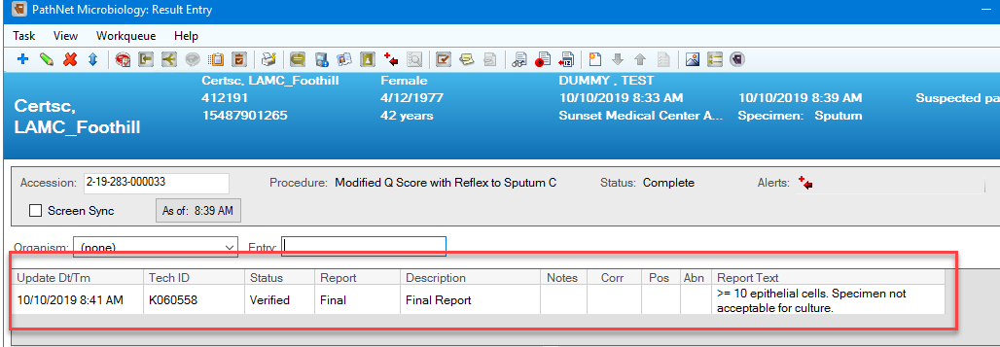 PathNet Microbiology: Result Entry
Task View Workqueue Help
Certsc, LAMC_Foothill Female DUMMY , TEST
412191 4/12/1977 10/10/2019 8:33 AM 10/10/2019 8:39 AM Suspected pa
Certsc,
LAMC_Foothill
15487901265 42 years Sunset Medical Center A... Specimen: Sputum
Accession: 2-19-283-000033 Procedure: Modified Q Score with Reflex to Sputum C Status: Complete Alerts:
Screen Sync As of: 8:39 AM
Organism: (none) Entry:
Update Dt/Tm Tech ID Status Report Description Notes Corr Pos Abn Report Text
10/10/2019 8:41 AM K060558 Verified Final Final Report >= 10 epithelial cells. Specimen not
acceptable for culture.